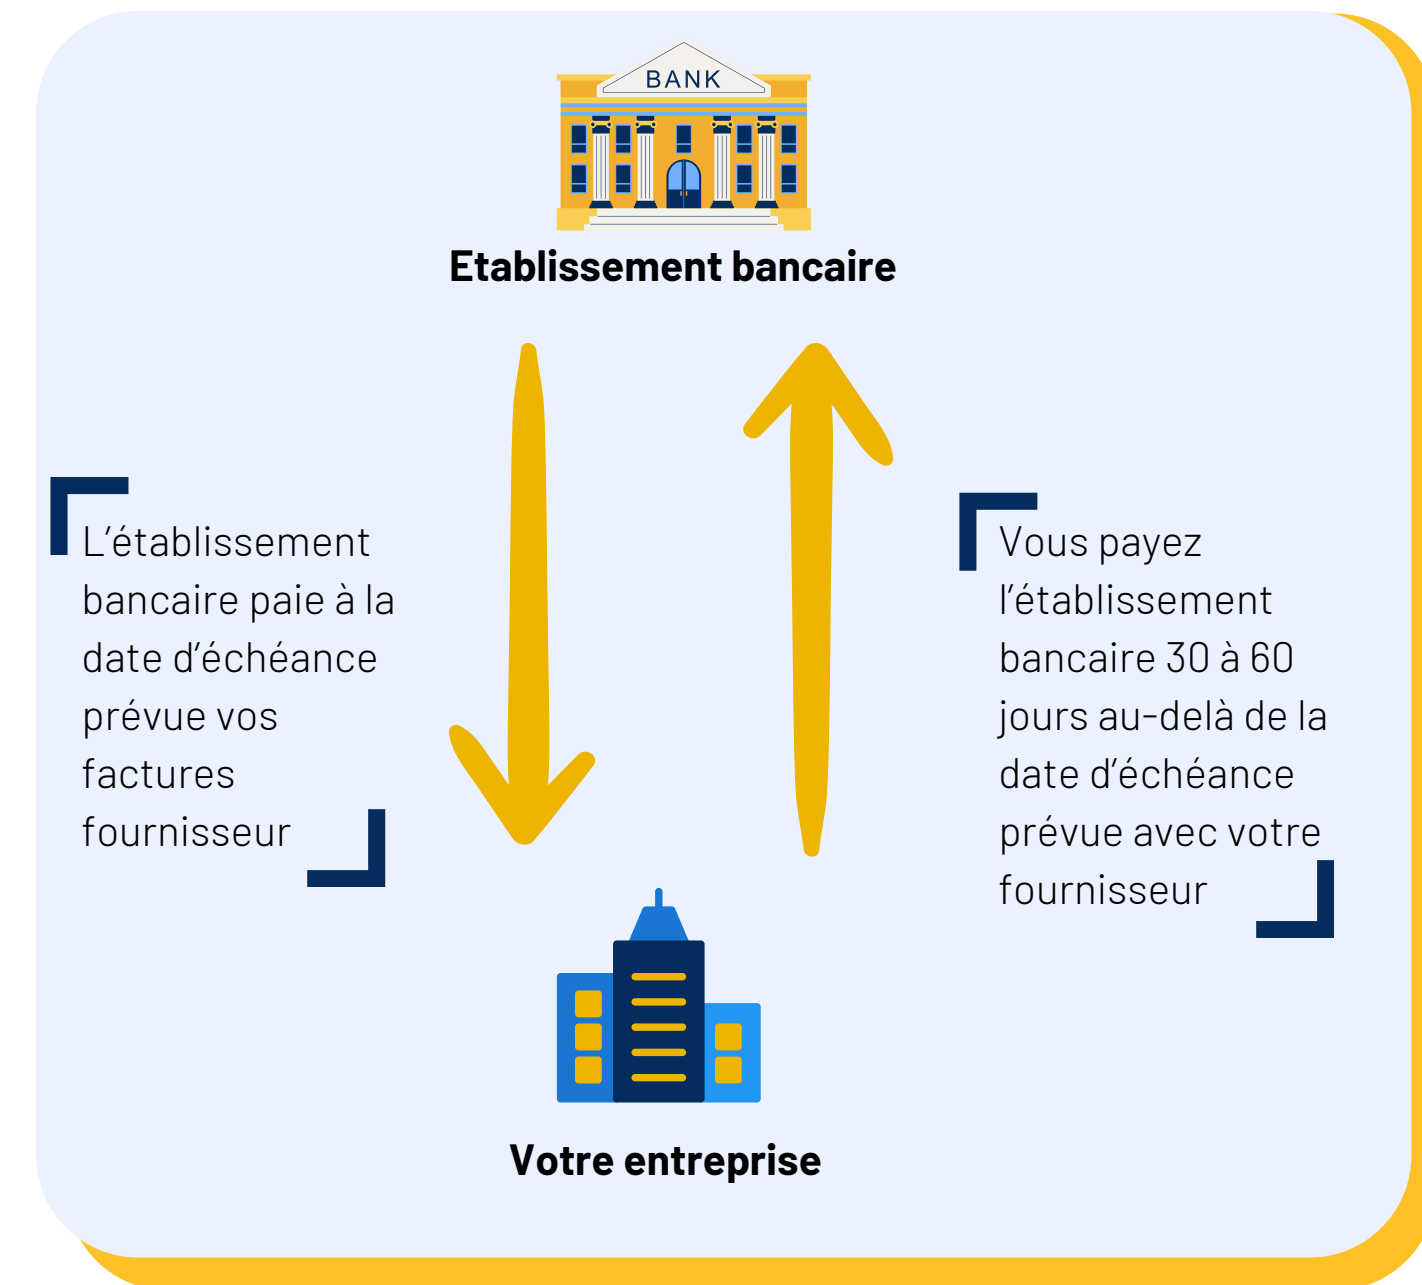 BANK
Etablissement bancaire
L’établissement
bancaire paie à la
date d’échéance
prévue vos
factures
fournisseur
Vous payez
l’établissement
bancaire 30 à 60
jours au-delà de la
date d’échéance
prévue avec votre
fournisseur
Votre entreprise